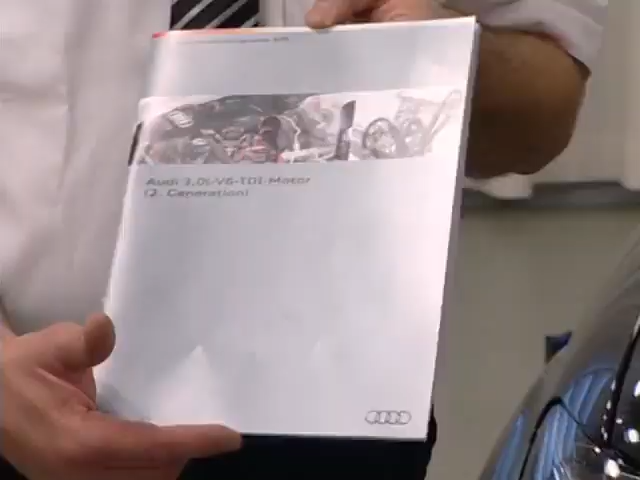 Audi 3.0l-V6-TDI-Motor
(2. Generation)